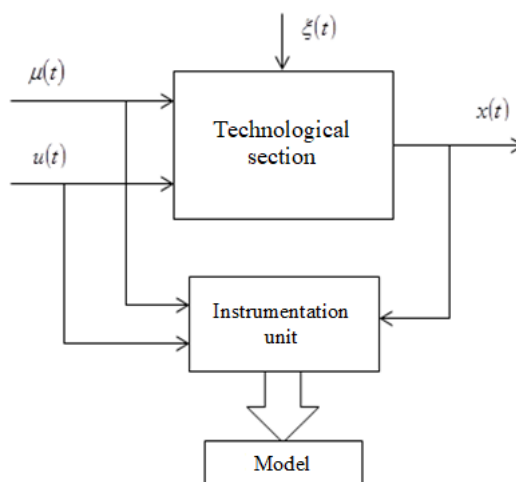 ξ(t)
μ(t)
x(t)
Technological
section
u(t)
Instrumentation
unit
Model